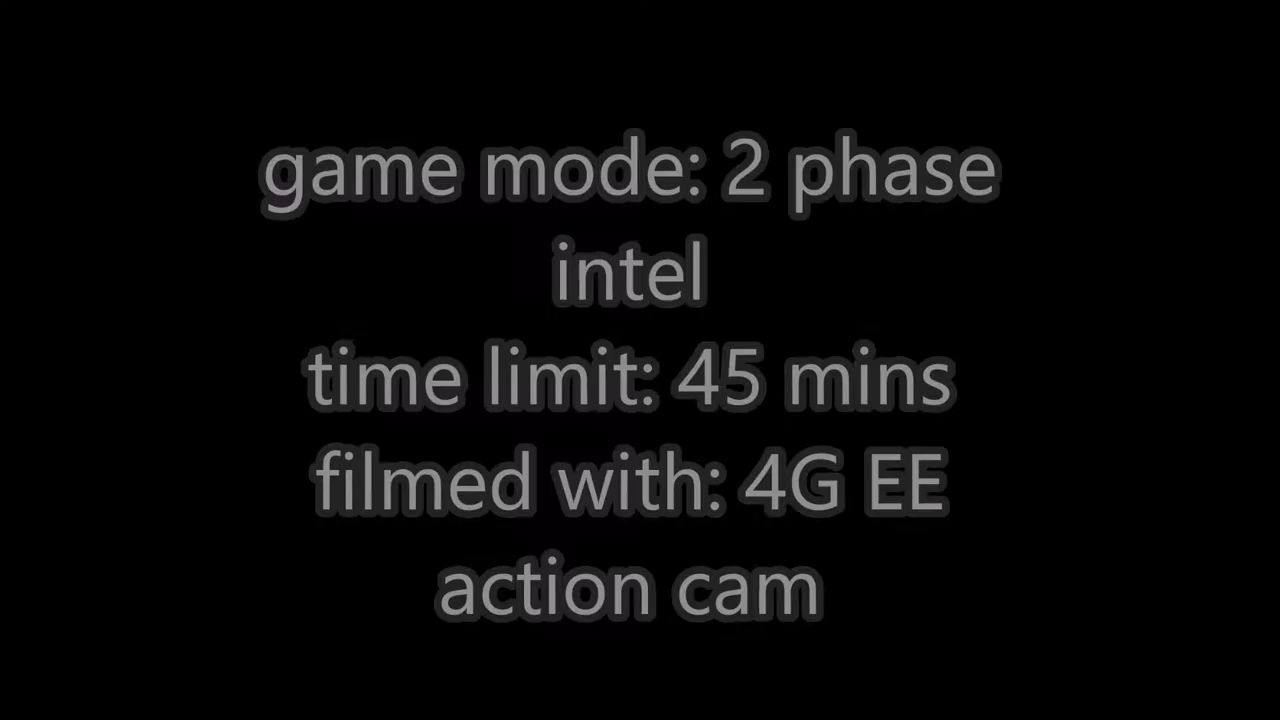 game mode: 2 phase
intel
time limit: 45 mins
filmed with: 4G EE
action cam